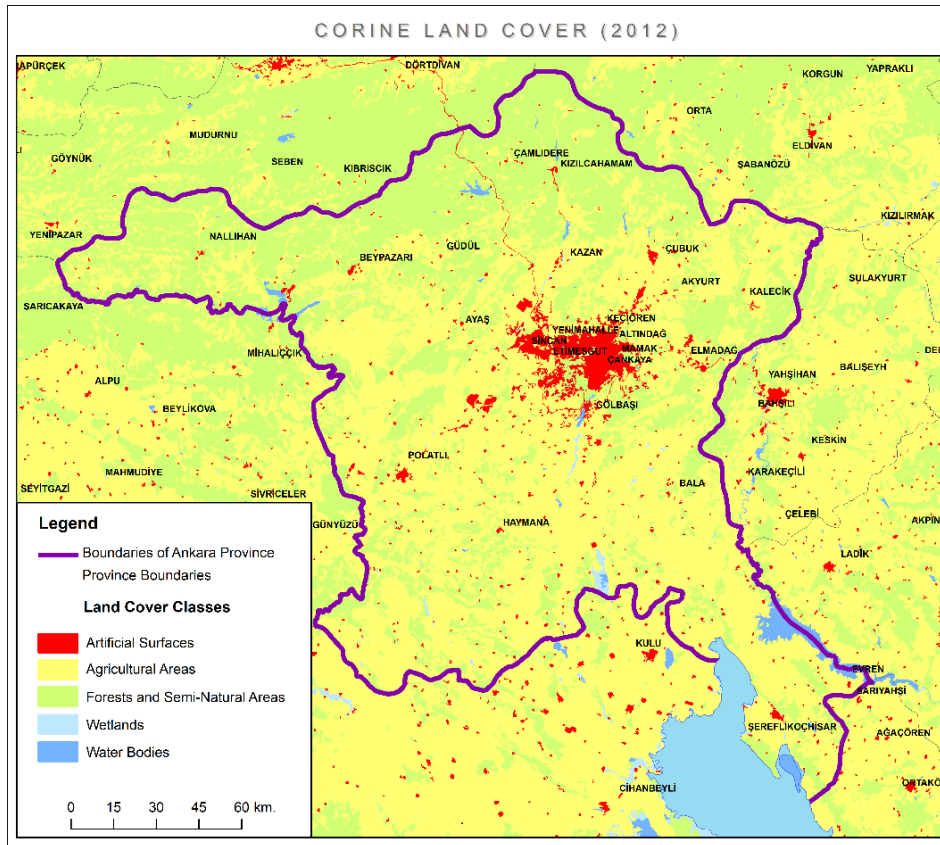 CORINE LAND COVER (2012)
APÜRÇEK
DÖRTDİVAN
YAPRAKLI
KORGUN
ORTA
MUDURNU
ELDİVAN
GÖYNÜK
SEBEN
KIBRISCIK
ÇAMLIDERE
KIZILCAHAMAM
ŞABANÖZÜ
KIZILIRMAK
YENİPAZAR
NALLIHAN
GÜDÜL
BEYPAZARI
KAZAN
ÇUBUK
SULAKYURT
AKYURT
KALECİK
SARICAKAYA
AYAŞ
KEÇİÖREN
YENİMAHALLE
ALTINDAĞ
SİNCAN
ETİMESGUT
MAMAK
ELMADAĞ
ÇANKAYA
MİHALIÇÇIK
BALIŞEYH
YAHŞİHAN
ALPU
BEYLİKOVA
GÖLBAŞI
BAHŞILI
KESKİN
POLATLI
MAHMUDİYE
KARAKEÇİLİ
SEYİTGAZİ
SİVRİCELER
BALA
ÇELEBİ
GÜNYÜZÜ
HAYMANA
AKPIN
LADİK
KULU
EVREN
SARIYAHŞİ
ŞEREFLİKOÇHİSAR
AĞAÇÖREN
CİHANBEYLİ
ORTAKÖ
Legend
Boundaries of Ankara Province
Province Boundaries
Land Cover Classes
Artificial Surfaces
Agricultural Areas
Forests and Semi-Natural Areas
Wetlands
Water Bodies
0 15 30 45 60 km.